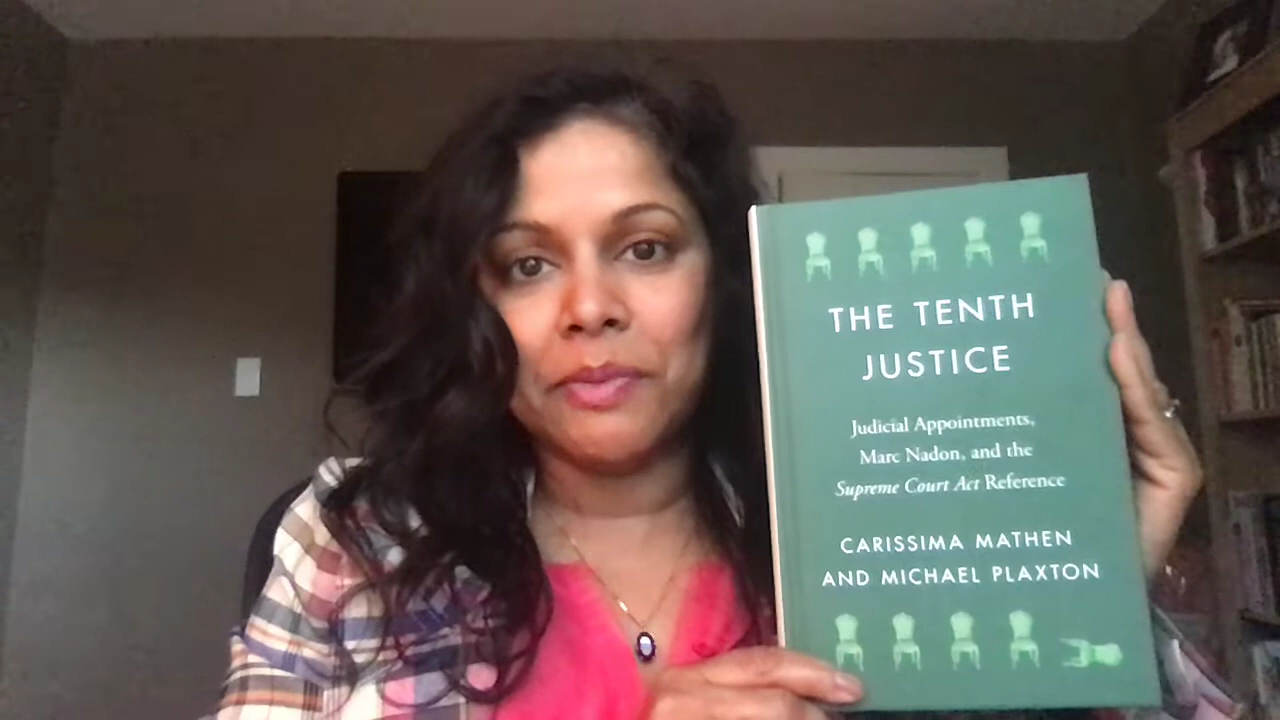 THE TENTH
JUSTICE
Judicial Appointments,
Marc Nadon, and the
Supreme Court Act Reference
CARISSIMA MATHEN
AND MICHAEL PLAXTON